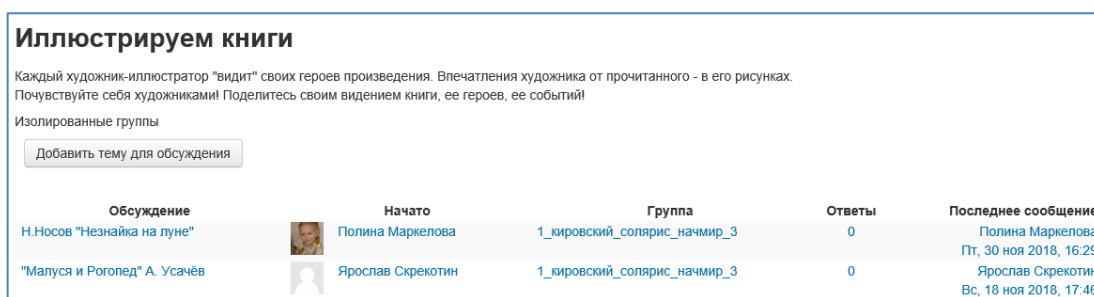 Иллюстрируем книги
Каждый художник-иллюстратор "видит" своих героев произведения. Впечатления художника от прочитанного - в его рисунках.
Почувствуйте себя художниками! Поделитесь своим видением книги, ее героев, ее событий!
Изолированные группы
Добавить тему для обсуждения
Обсуждение Начато Группа Ответы Последнее сообщение
Н.Носов "Незнайка на луне" Полина Маркелова 1_кировский_солярис_начмир_3 0 Полина Маркелова
Пт, 30 ноя 2018, 16:29
"Малуся и Рогопед" А. Усачёв Ярослав Скрекотин 1_кировский_солярис_начмир_3 0 Ярослав Скрекотин
Вс, 18 ноя 2018, 17:46